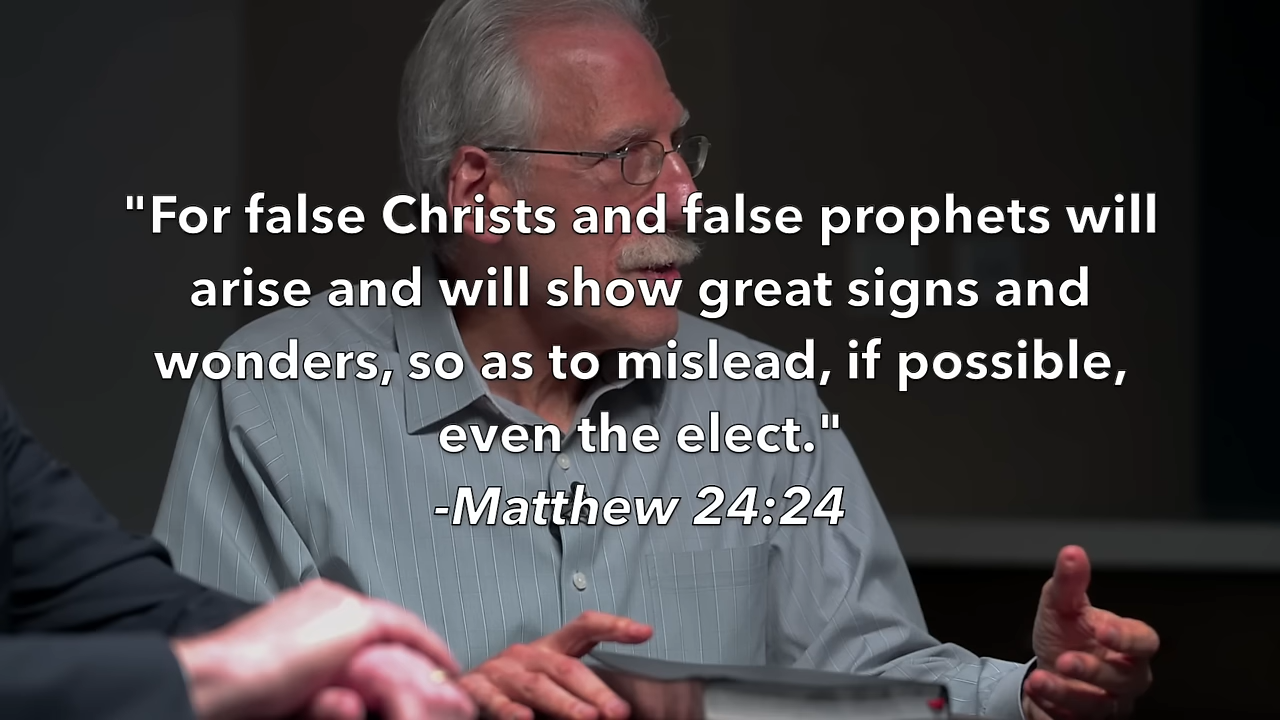 "For false Christs and false prophets will
arise and will show great signs and
wonders, so as to mislead, if possible,
even the elect."
-Matthew 24:24